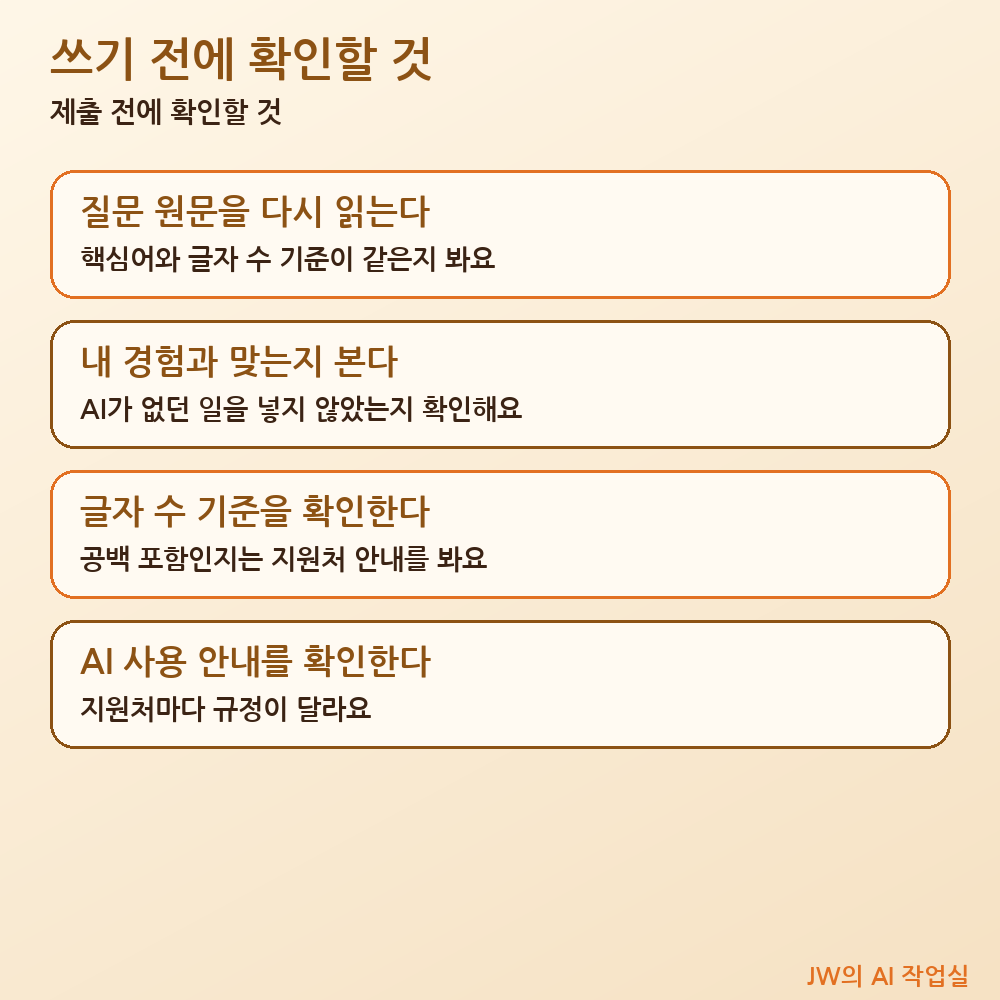 쓰기 전에 확인할 것
제출 전에 확인할 것
질문 원문을 다시 읽는다
핵심어와 글자 수 기준이 같은지 봐요
내 경험과 맞는지 본다
AI가 없던 일을 넣지 않았는지 확인해요
글자 수 기준을 확인한다
공백 포함인지는 지원처 안내를 봐요
AI 사용 안내를 확인한다
지원처마다 규정이 달라요
JW의 AI 작업실